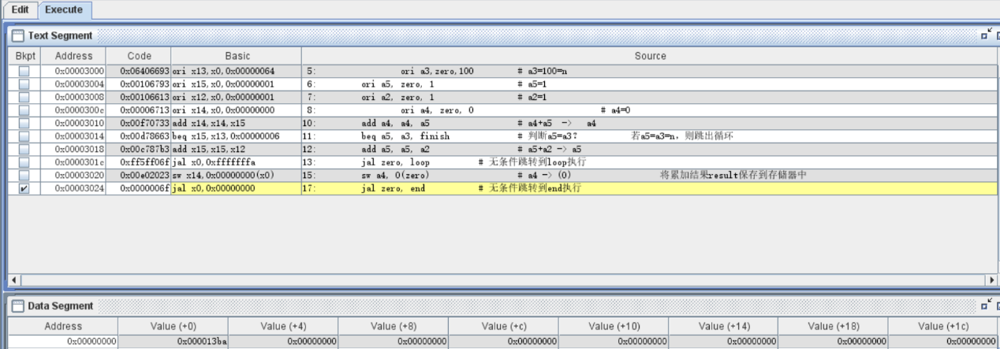 Edit Execute
Text Segment
Bkpt Address Code Basic Source
0x00003000 0x06406693 ori x13,x0,0x00000064 5: ori a3,zero,100 # a3=100=n
0x00003004 0x00106793 ori x15,x0,0x00000001 6: ori a5, zero, 1 # a5=1
0x00003008 0x00106613 ori x12,x0,0x00000001 7: ori a2, zero, 1 # a2=1
0x0000300c 0x00006713 ori x14,x0,0x00000000 8: ori a4, zero, 0 # a4=0
0x00003010 0x00f70733 add x14,x14,x15 10: add a4, a4, a5 # a4+a5 -> a4
0x00003014 0x00d78663 beq x15,x13,0x00000006 11: beq a5, a3, finish # 判断a5=a3? 若a5=a3=n，则跳出循环
0x00003018 0x00c787b3 add x15,x15,x12 12: add a5, a5, a2 # a5+a2 -> a5
0x0000301c 0xff5ff06f jal x0,0xfffffffa 13: jal zero, loop # 无条件跳转到loop执行
0x00003020 0x00e02023 sw x14,0x00000000(x0) 15: sw a4, 0(zero) # a4 -> (0) 将累加结果result保存到存储器中
0x00003024 0x0000006f jal x0,0x00000000 17: jal zero, end # 无条件跳转到end执行
Data Segment
Address Value (+0) Value (+4) Value (+8) Value (+c) Value (+10) Value (+14) Value (+18) Value (+1c)
0x00000000 0x000013ba 0x00000000 0x00000000 0x00000000 0x00000000 0x00000000 0x00000000 0x00000000